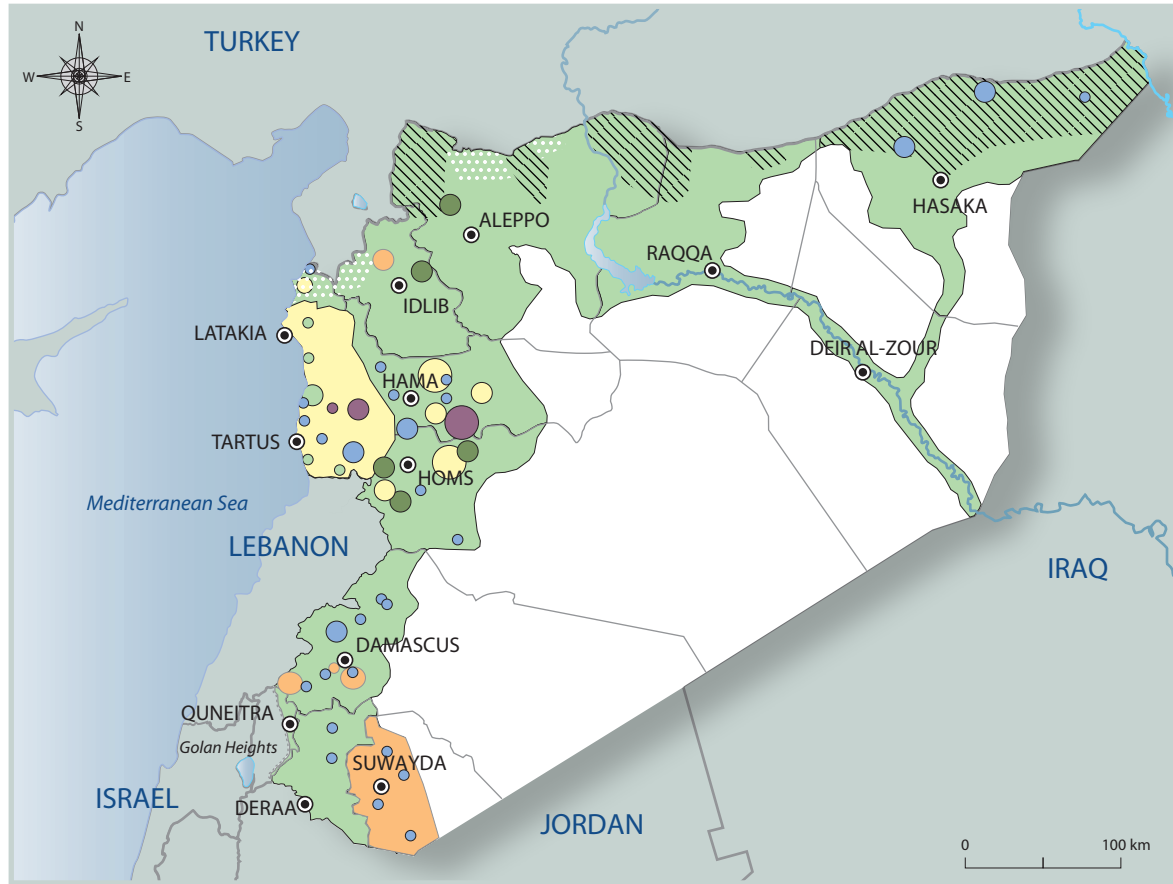 N
TURKEY
W
E
S
HASAKA
ALEPPO
RAQQA
IDLIB
LATAKIA
DEIR AL-ZOUR
HAMA
TARTUS
HOMS
Mediterranean Sea
LEBANON
IRAQ
DAMASCUS
QUNEITRA
Golan Heights
SUWAYDA
ISRAEL
DERAA
JORDAN
0
100 km